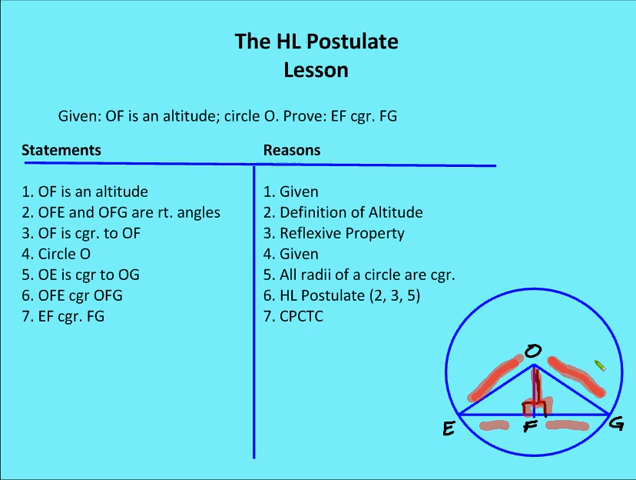 The HL Postulate
Lesson
Given: OF is an altitude; circle O. Prove: EF cgr. FG
Statements
Reasons
1. OF is an altitude
1. Given
2. OFE and OFG are rt. angles
2. Definition of Altitude
3. OF is cgr. to OF
3. Reflexive Property
4. Circle O
4. Given
5. OE is cgr to OG
5. All radii of a circle are cgr.
6. OFE cgr OFG
6. HL Postulate (2, 3, 5)
7. EF cgr. FG
7. CPCTC
O
E F G